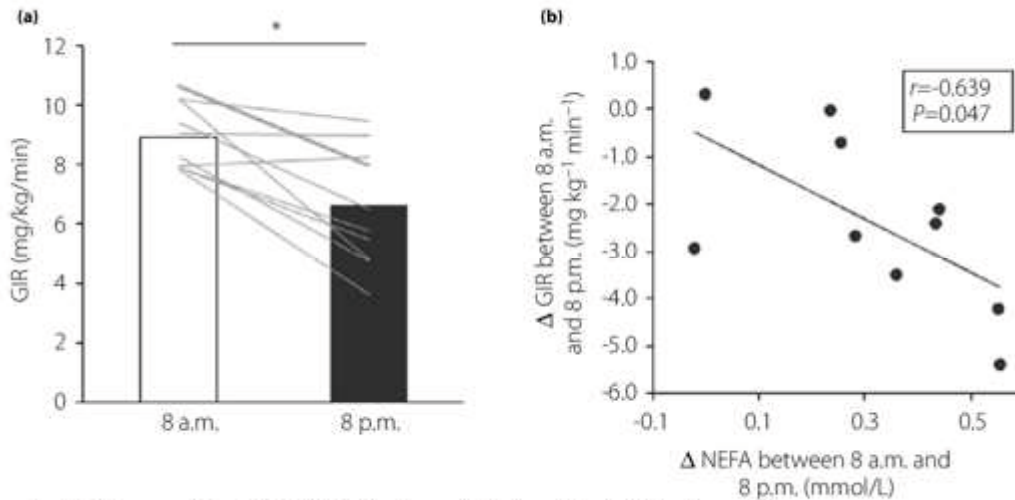 (a)
*
12
10
8
6
4
2
0
GIR (mg/kg/min)
8 a.m.
8 p.m.
(b)
1.0
0.0
-1.0
-2.0
-3.0
-4.0
-5.0
-6.0
Δ GIR between 8 a.m.
and 8 p.m. (mg kg⁻¹ min⁻¹)
r=-0.639
P=0.047
-0.1
0.1
0.3
0.5
Δ NEFA between 8 a.m. and
8 p.m. (mmol/L)